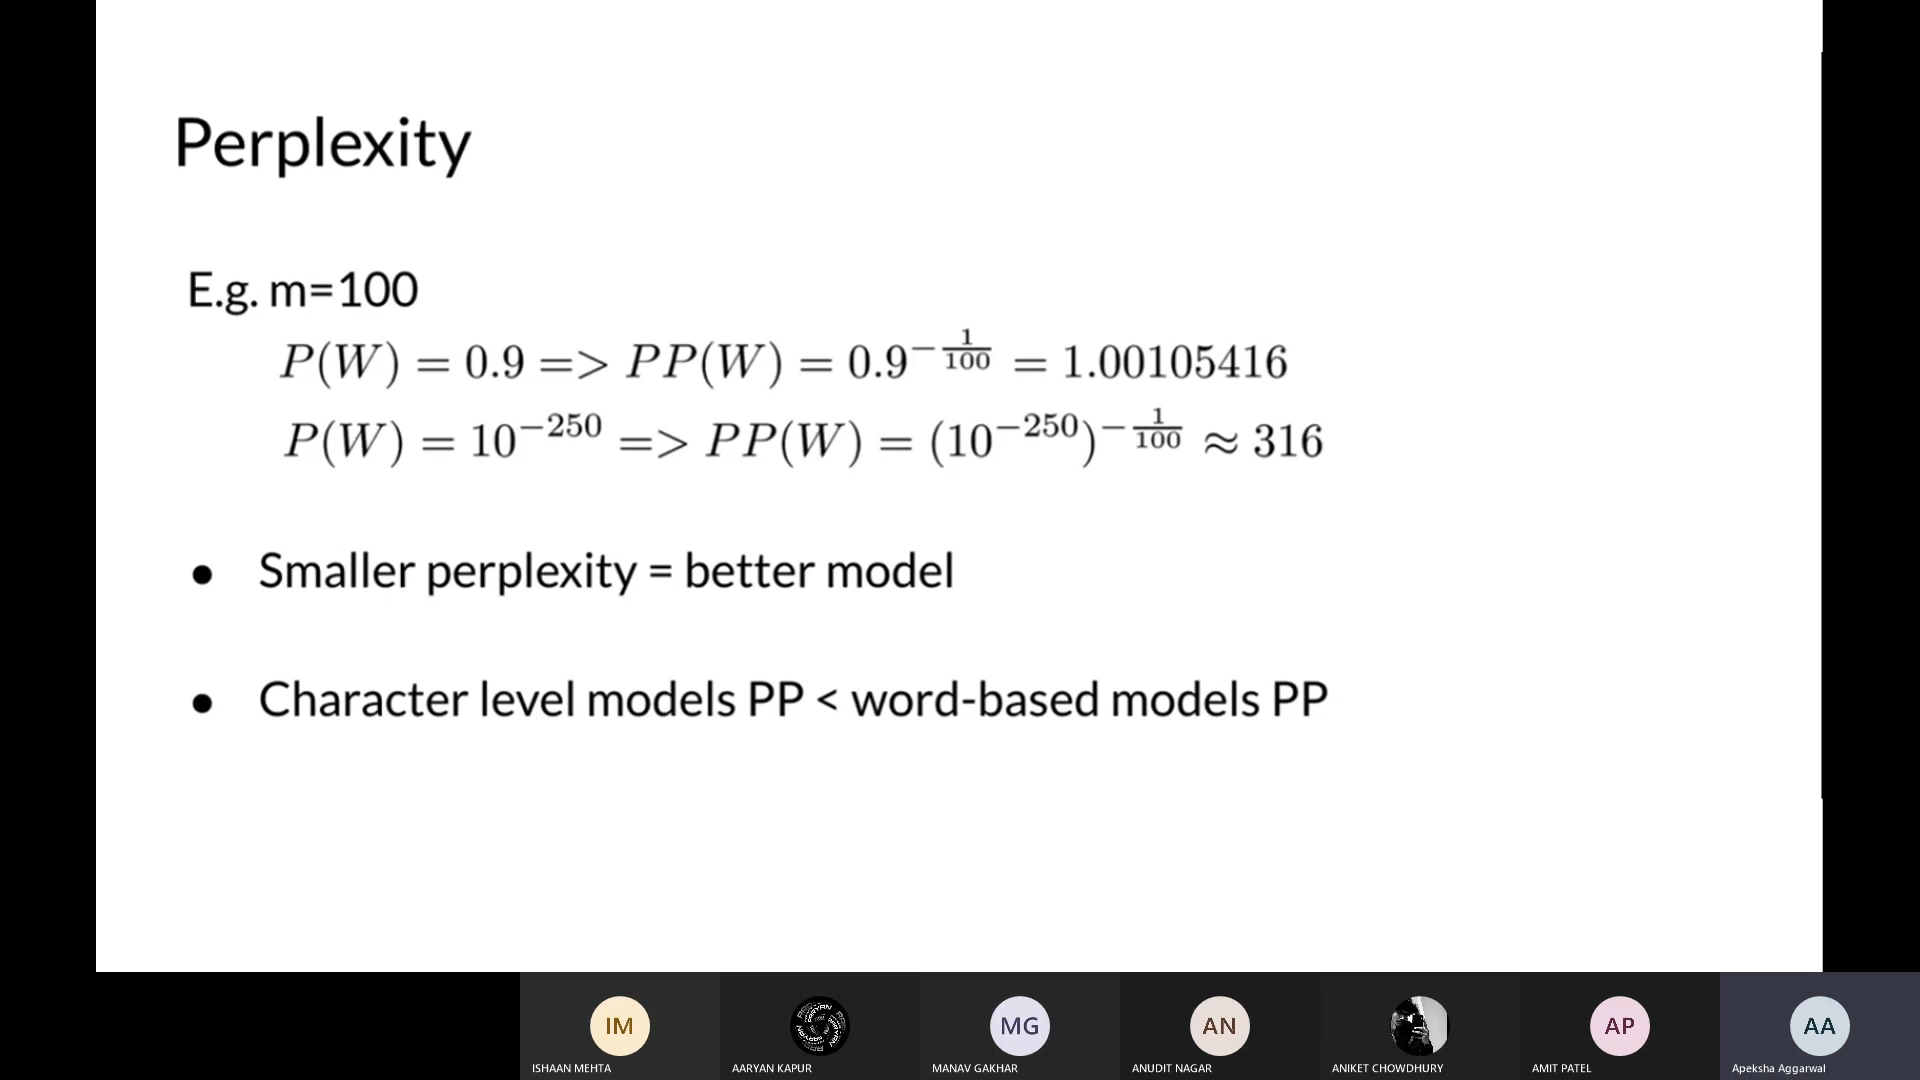 Perplexity
E.g. m=100
P(W) = 0.9 => PP(W) = 0.9^{-\frac{1}{100}} = 1.00105416
P(W) = 10^{-250} => PP(W) = (10^{-250})^{-\frac{1}{100}} ≈ 316
● Smaller perplexity = better model
● Character level models PP < word-based models PP
IM MG AN AP AA
ISHAAN MEHTA AARYAN KAPUR MANAV GAKHAR ANUDIT NAGAR ANIKET CHOWDHURY AMIT PATEL Apeksha Aggarwal